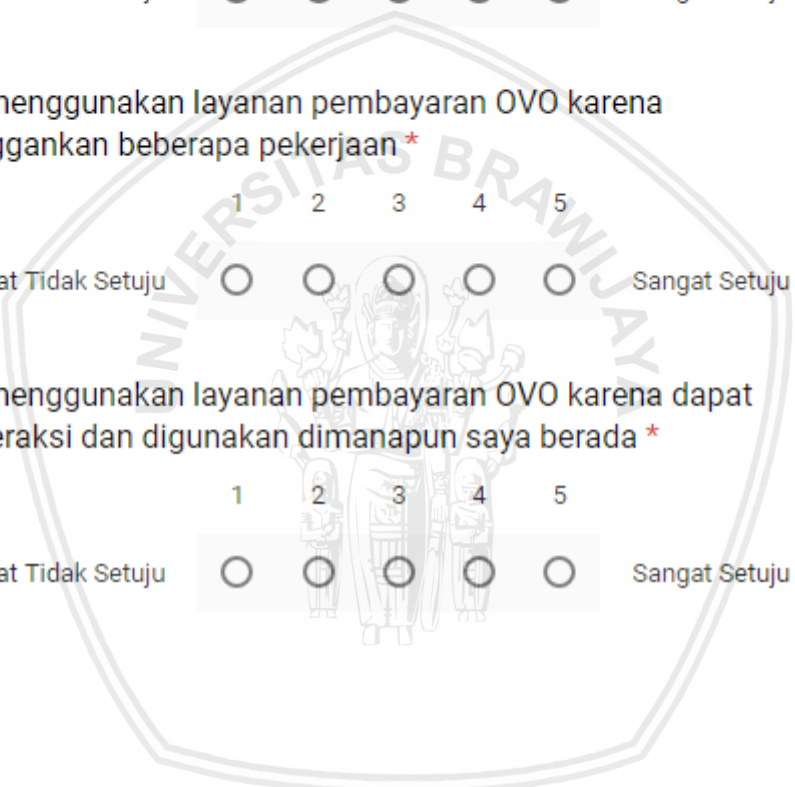 menggunakan layanan pembayaran OVO karena
ggankan beberapa pekerjaan *
1 2 3 4 5
at Tidak Setuju Sangat Setuju
menggunakan layanan pembayaran OVO karena dapat
eraksi dan digunakan dimanapun saya berada *
1 2 3 4 5
at Tidak Setuju Sangat Setuju
UNIVERSITAS BRAWIJAYA